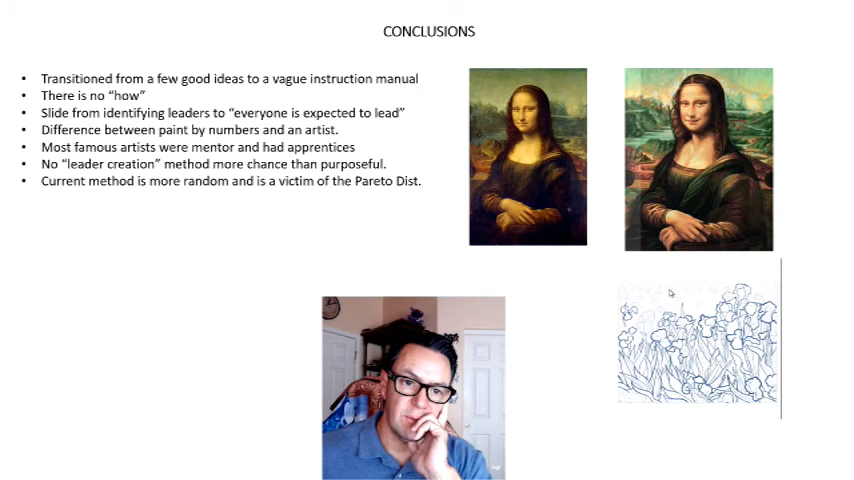 CONCLUSIONS
• Transitioned from a few good ideas to a vague instruction manual
• There is no “how”
• Slide from identifying leaders to “everyone is expected to lead”
• Difference between paint by numbers and an artist.
• Most famous artists were mentor and had apprentices
• No “leader creation” method more chance than purposeful.
• Current method is more random and is a victim of the Pareto Dist.